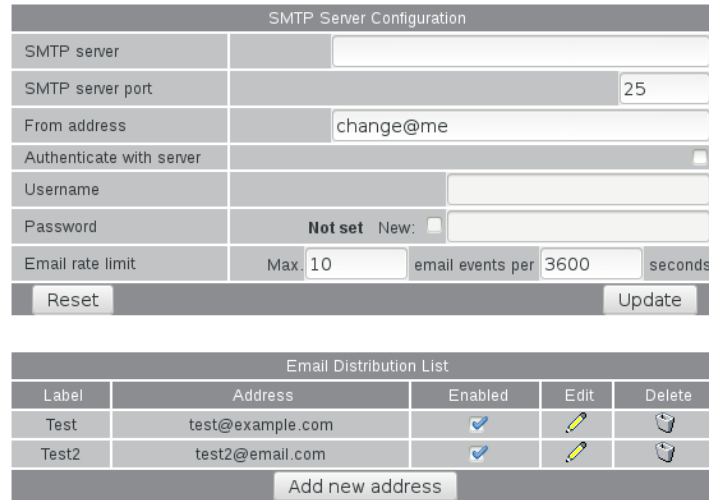 SMTP Server Configuration
SMTP server
SMTP server port 25
From address change@me
Authenticate with server
Username
Password Not set New:
Email rate limit Max. 10 email events per 3600 seconds
Reset Update
Email Distribution List
Label Address Enabled Edit Delete
Test test@example.com
Test2 test2@email.com
Add new address